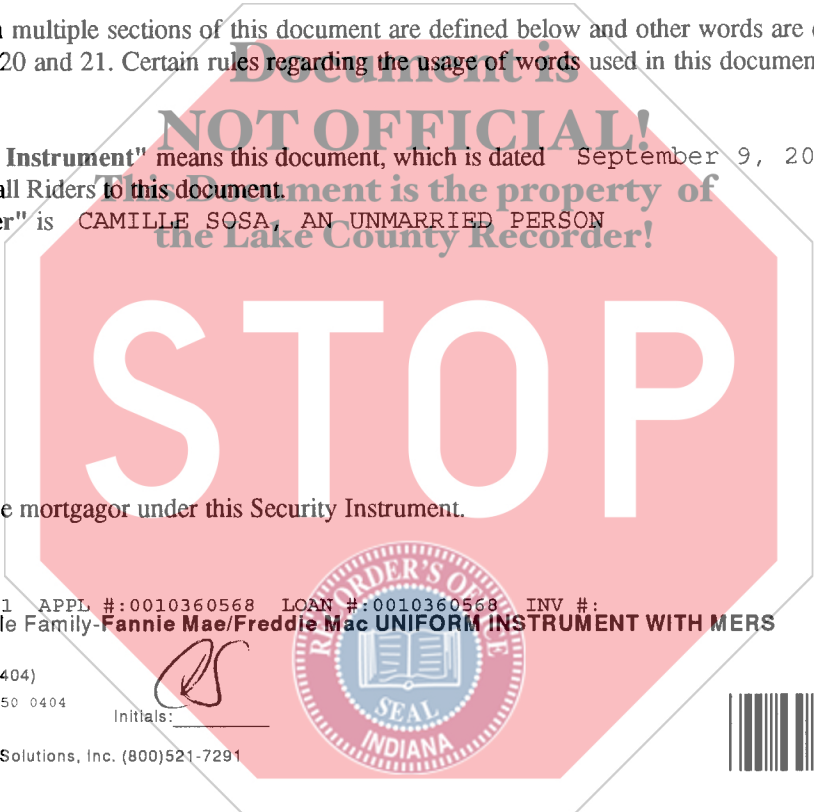 multiple sections of this document are defined below and other words are
20 and 21. Certain rules regarding the usage of words used in this documen
Document is
NOT OFFICIAL!
Instrument" means this document, which is dated September 9, 20
all Riders to this document.
This Document is the property of
er" is CAMILLE SOSA, AN UNMARRIED PERSON
the Lake County Recorder!
STOP
e mortgagor under this Security Instrument.
1 APPL #:0010360568 LOAN #:0010360568 INV #:
le Family-Fannie Mae/Freddie Mac UNIFORM INSTRUMENT WITH MERS
404)
50 0404
Initials:
Solutions, Inc. (800)521-7291
RECORDER'S OFFICE
SEAL
INDIANA